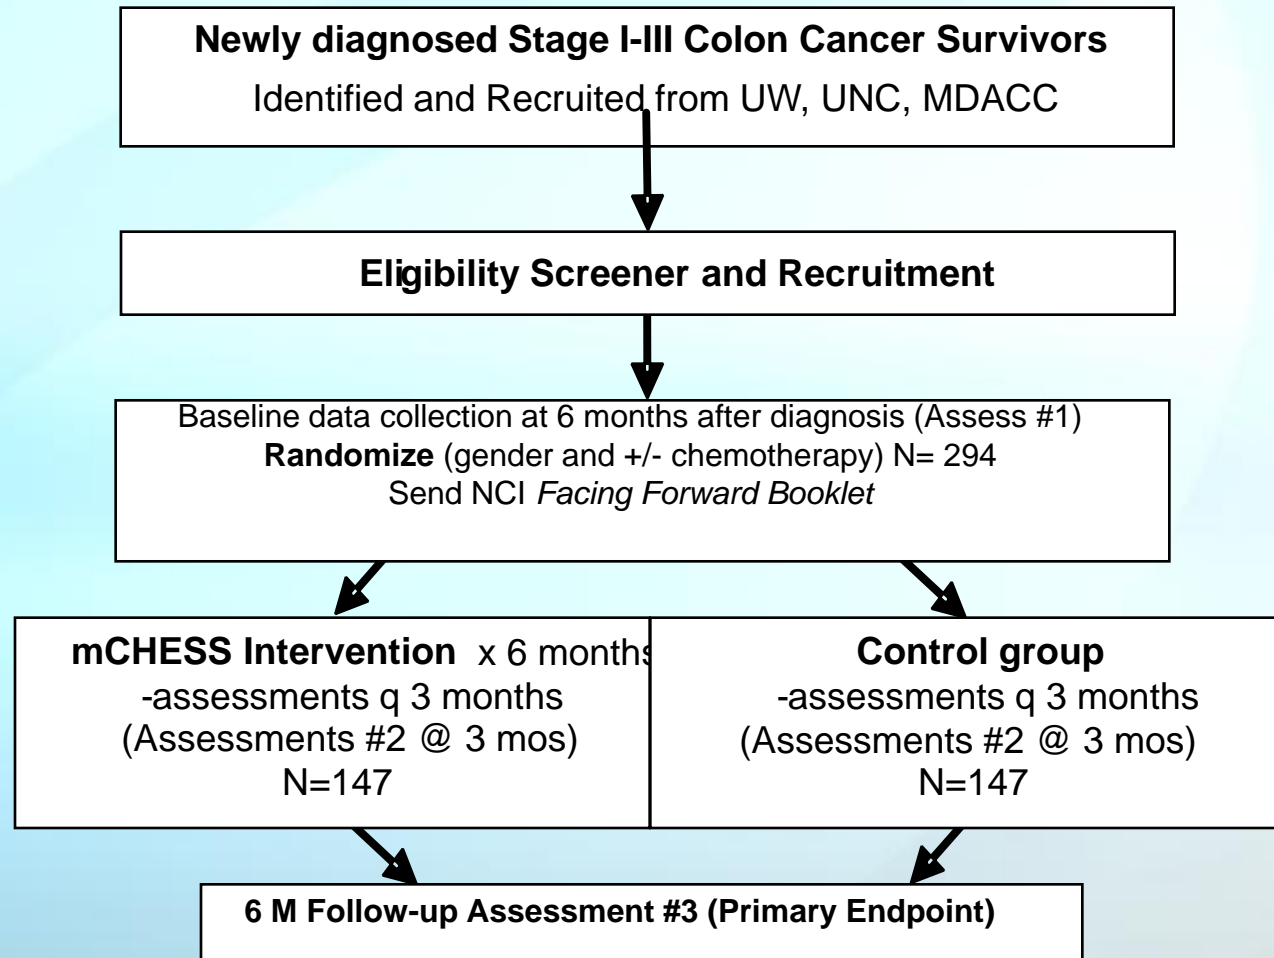 Newly diagnosed Stage I-III Colon Cancer Survivors
Identified and Recruited from UW, UNC, MDACC
Eligibility Screener and Recruitment
Baseline data collection at 6 months after diagnosis (Assess #1)
Randomize (gender and +/- chemotherapy) N= 294
Send NCI Facing Forward Booklet
mCHESS Intervention x 6 months
-assessments q 3 months
(Assessments #2 @ 3 mos)
N=147
Control group
-assessments q 3 months
(Assessments #2 @ 3 mos)
N=147
6 M Follow-up Assessment #3 (Primary Endpoint)